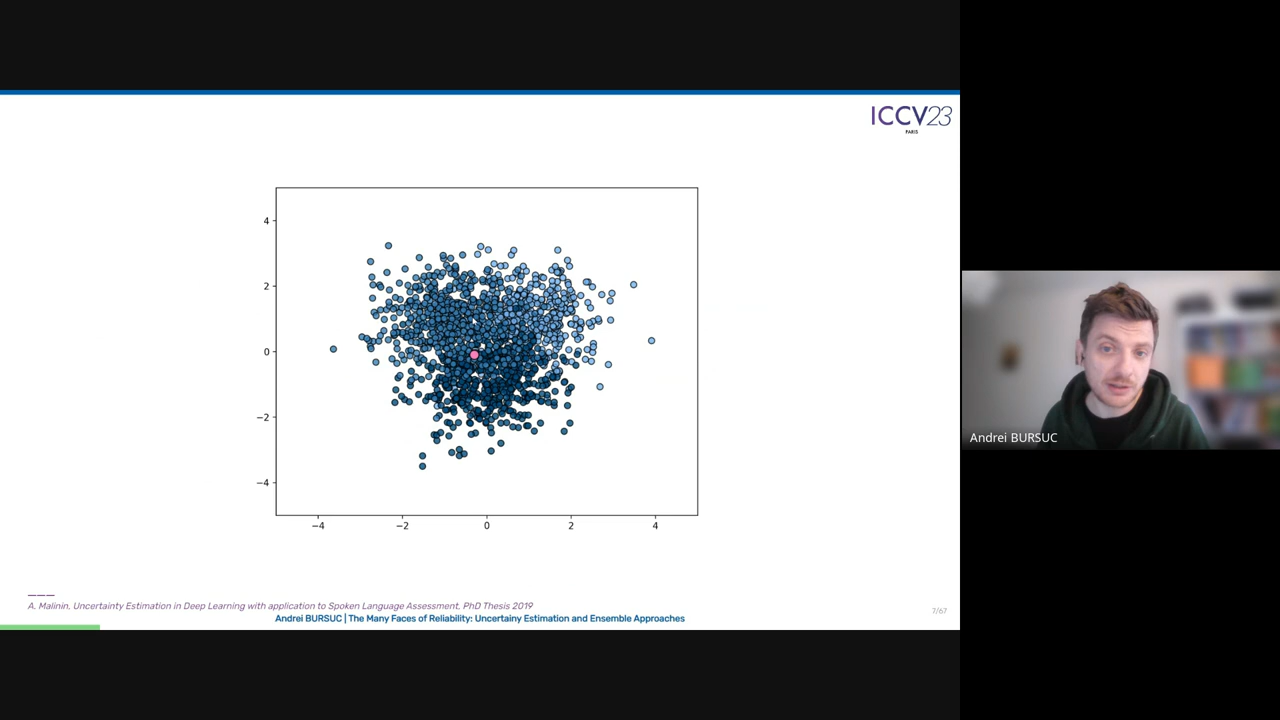 ICCV23
PARIS
4
2
0
−2
−4
−4
−2
0
2
4
A. Malinin, Uncertainty Estimation in Deep Learning with application to Spoken Language Assessment, PhD Thesis 2019
7/67
Andrei BURSUC | The Many Faces of Reliability: Uncertainy Estimation and Ensemble Approaches
Andrei BURSUC